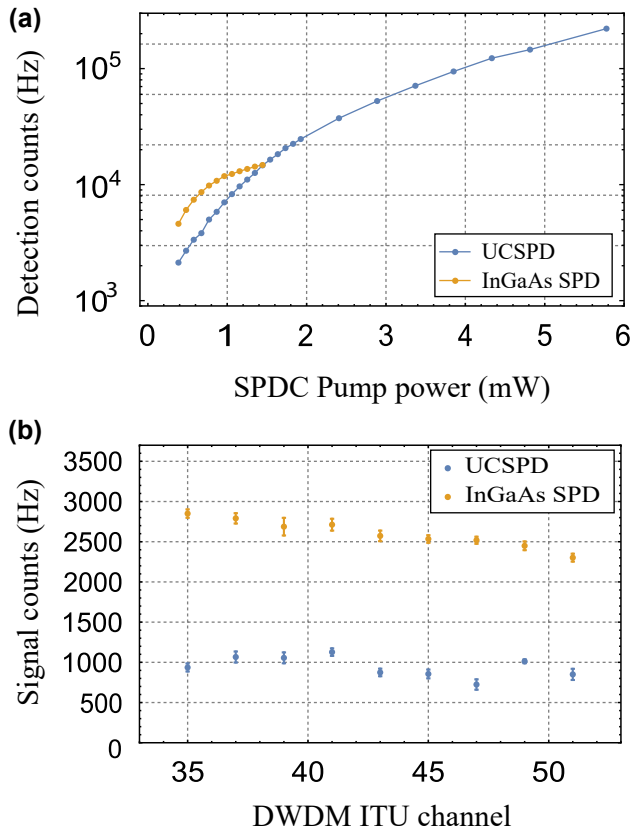 (a)
Detection counts (Hz)
10^5
10^4
10^3
UCSPD
InGaAs SPD
0 1 2 3 4 5 6
SPDC Pump power (mW)
(b)
Signal counts (Hz)
3500
3000
2500
2000
1500
1000
500
0
UCSPD
InGaAs SPD
35 40 45 50
DWDM ITU channel